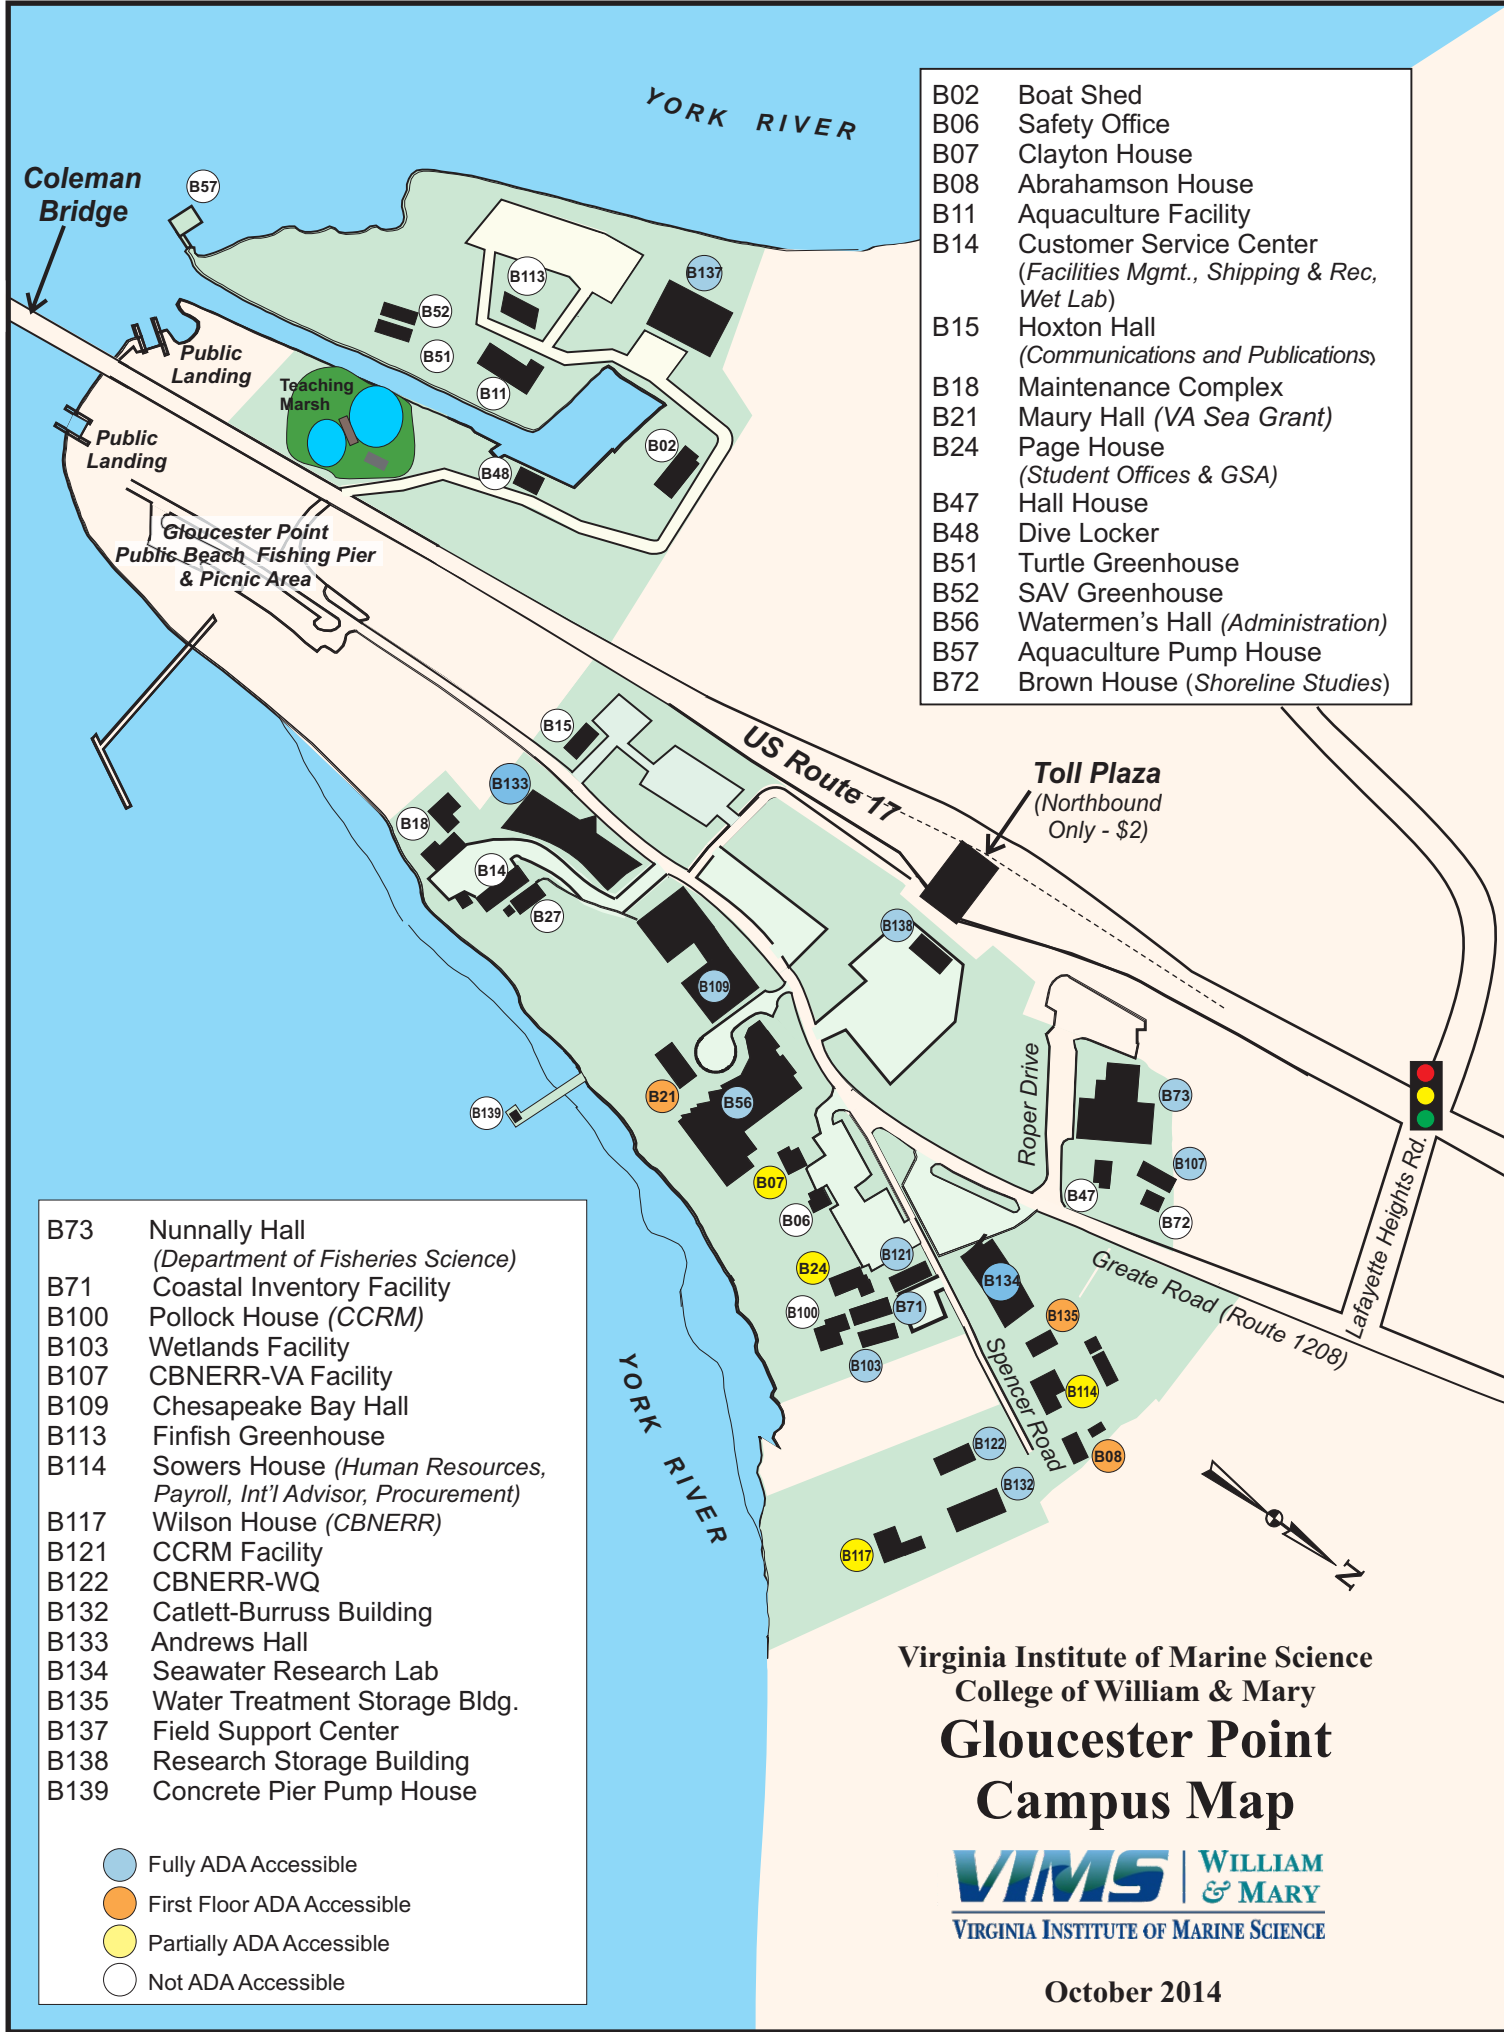 YORK RIVER
Coleman
Bridge
B57
B113
B137
B52
B51
B11
Public
Landing
Teaching
Marsh
Public
Landing
B02
B48
Gloucester Point
Public Beach Fishing Pier
& Picnic Area
B02 Boat Shed
B06 Safety Office
B07 Clayton House
B08 Abrahamson House
B11 Aquaculture Facility
B14 Customer Service Center
(Facilities Mgmt., Shipping & Rec,
Wet Lab)
B15 Hoxton Hall
(Communications and Publications)
B18 Maintenance Complex
B21 Maury Hall (VA Sea Grant)
B24 Page House
(Student Offices & GSA)
B47 Hall House
B48 Dive Locker
B51 Turtle Greenhouse
B52 SAV Greenhouse
B56 Watermen's Hall (Administration)
B57 Aquaculture Pump House
B72 Brown House (Shoreline Studies)
B15
US Route 17
Toll Plaza
(Northbound
Only - $2)
B133
B18
B14
B27
B138
B109
Roper Drive
B21
B56
B139
B73
B107
B07
B47
B06
B72
Lafayette Heights Rd.
B121
B24
B134
Greate Road (Route 1208)
B71
B100
B135
B103
Spencer Road
B114
YORK RIVER
B122
B08
B132
B117
N
B73 Nunnally Hall
(Department of Fisheries Science)
B71 Coastal Inventory Facility
B100 Pollock House (CCRM)
B103 Wetlands Facility
B107 CBNERR-VA Facility
B109 Chesapeake Bay Hall
B113 Finfish Greenhouse
B114 Sowers House (Human Resources,
Payroll, Int'l Advisor, Procurement)
B117 Wilson House (CBNERR)
B121 CCRM Facility
B122 CBNERR-WQ
B132 Catlett-Burruss Building
B133 Andrews Hall
B134 Seawater Research Lab
B135 Water Treatment Storage Bldg.
B137 Field Support Center
B138 Research Storage Building
B139 Concrete Pier Pump House
Fully ADA Accessible
First Floor ADA Accessible
Partially ADA Accessible
Not ADA Accessible
Virginia Institute of Marine Science
College of William & Mary
Gloucester Point
Campus Map
VIMS
WILLIAM
& MARY
VIRGINIA INSTITUTE OF MARINE SCIENCE
October 2014